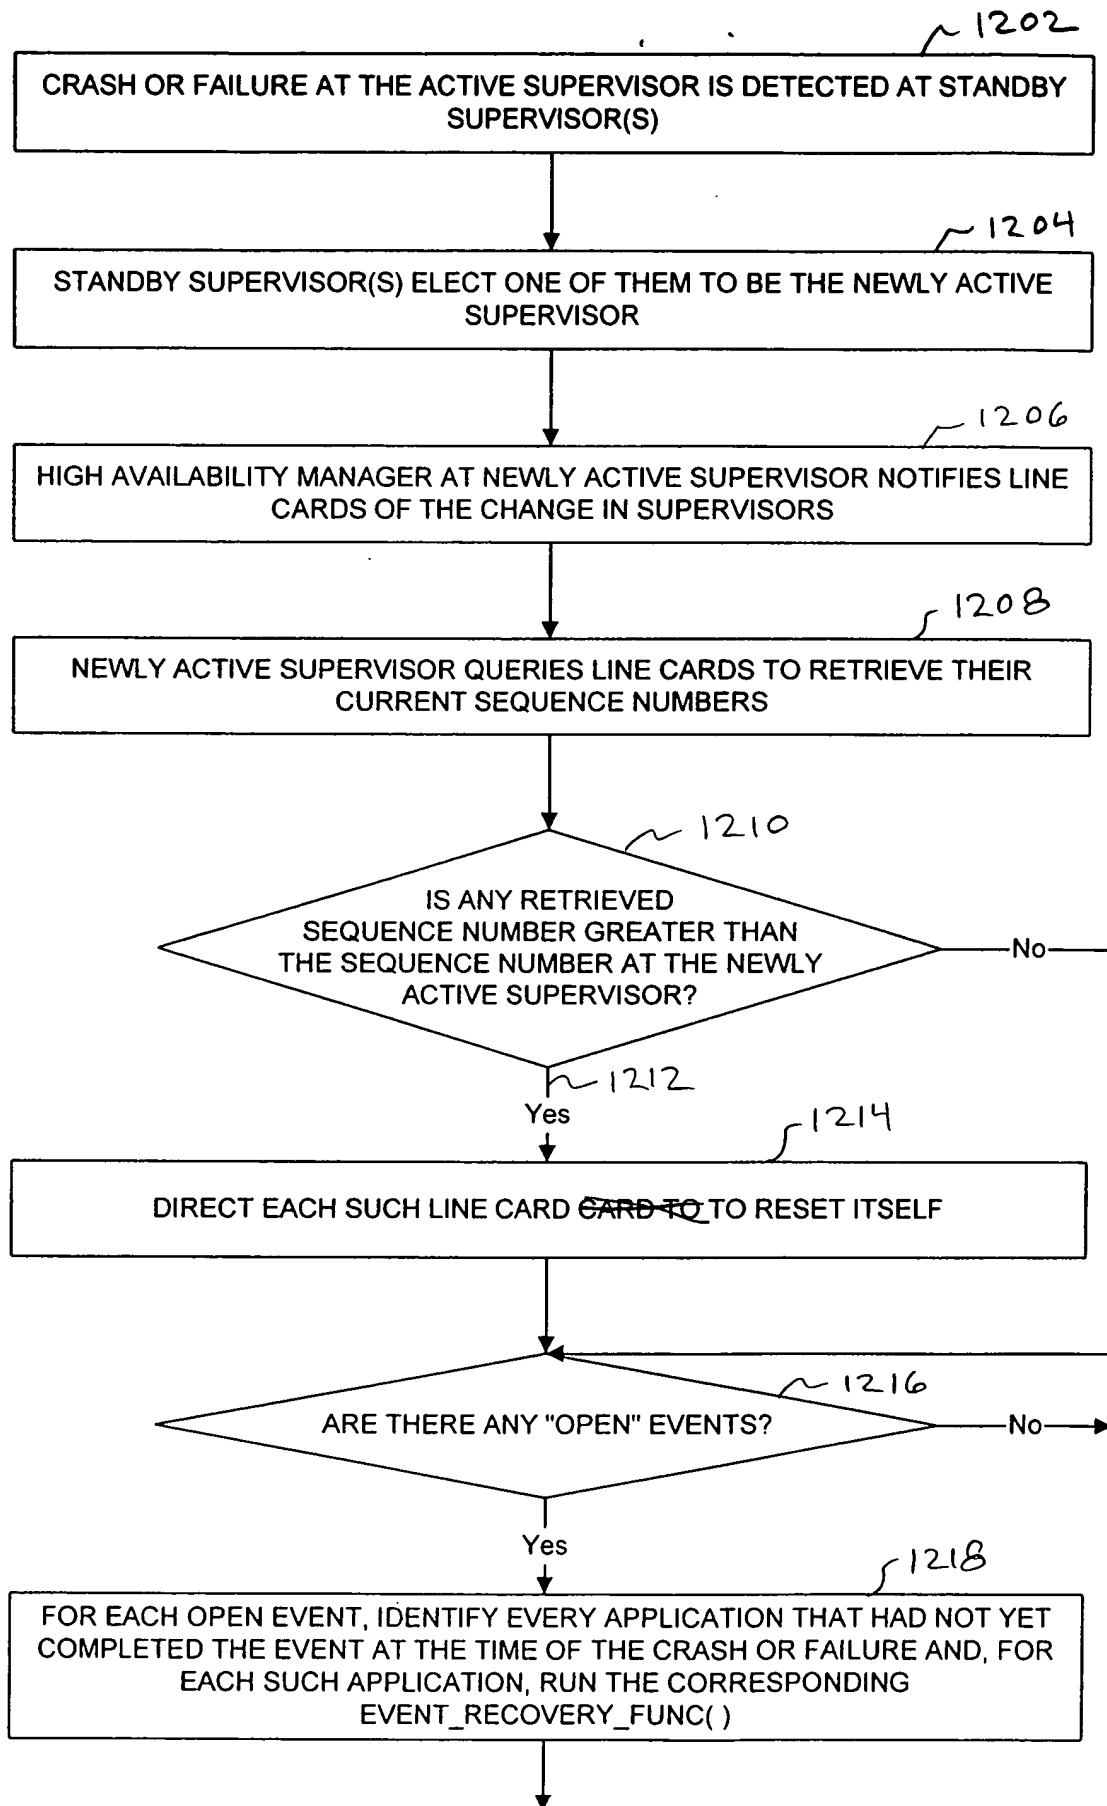 1202
CRASH OR FAILURE AT THE ACTIVE SUPERVISOR IS DETECTED AT STANDBY
SUPERVISOR(S)
1204
STANDBY SUPERVISOR(S) ELECT ONE OF THEM TO BE THE NEWLY ACTIVE
SUPERVISOR
1206
HIGH AVAILABILITY MANAGER AT NEWLY ACTIVE SUPERVISOR NOTIFIES LINE
CARDS OF THE CHANGE IN SUPERVISORS
1208
NEWLY ACTIVE SUPERVISOR QUERIES LINE CARDS TO RETRIEVE THEIR
CURRENT SEQUENCE NUMBERS
1210
IS ANY RETRIEVED
SEQUENCE NUMBER GREATER THAN
THE SEQUENCE NUMBER AT THE NEWLY
ACTIVE SUPERVISOR?
No
1212
Yes
1214
DIRECT EACH SUCH LINE CARD CARD TO TO RESET ITSELF
1216
ARE THERE ANY "OPEN" EVENTS?
No
Yes
1218
FOR EACH OPEN EVENT, IDENTIFY EVERY APPLICATION THAT HAD NOT YET
COMPLETED THE EVENT AT THE TIME OF THE CRASH OR FAILURE AND, FOR
EACH SUCH APPLICATION, RUN THE CORRESPONDING
EVENT_RECOVERY_FUNC( )